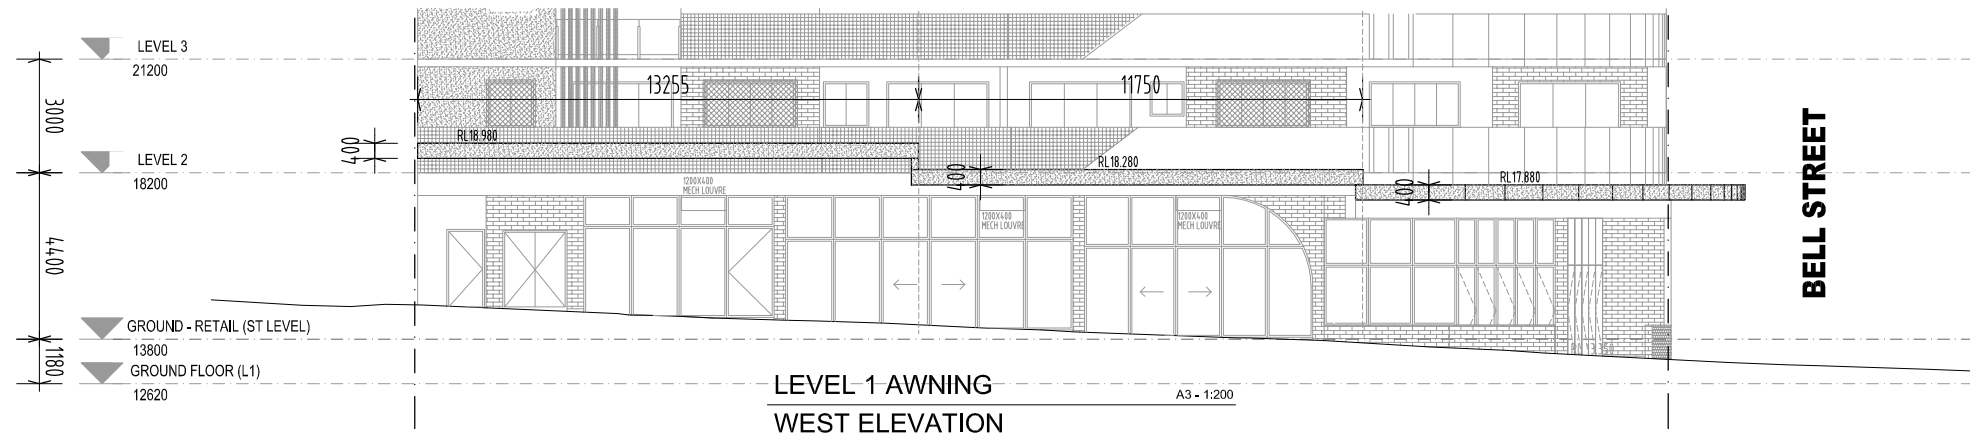 LEVEL 3
21200
13255
11750
3000
RL18.980
400
LEVEL 2
18200
RL18.280
400
1200X400
MECH LOUVRE
RL17.880
400
1200X400
MECH LOUVRE
1200X400
MECH LOUVRE
4400
BELL STREET
GROUND - RETAIL (ST LEVEL)
13800
1180
GROUND FLOOR (L1)
12620
LEVEL 1 AWNING
A3 - 1:200
WEST ELEVATION